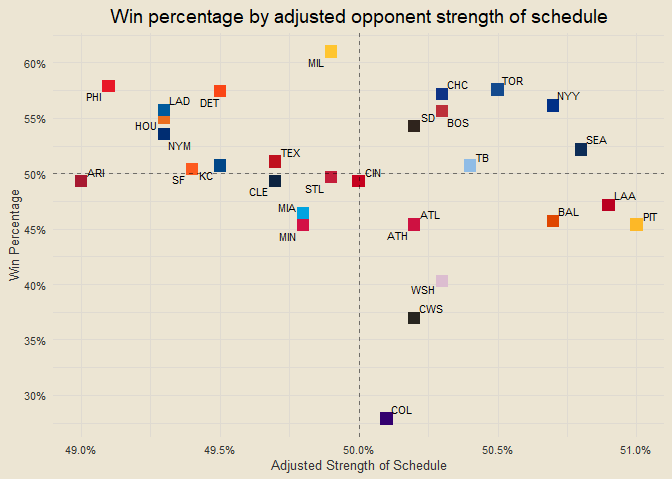 Win percentage by adjusted opponent strength of schedule
60%
55%
50%
45%
40%
35%
30%
Win Percentage
MIL
PHI
LAD
DET
HOU
NYM
CHC
TOR
NYY
SD
BOS
SEA
TEX
TB
ARI
SF
KC
CLE
STL
CIN
MIA
MIN
ATL
ATH
BAL
LAA
PIT
WSH
CWS
COL
49.0%
49.5%
50.0%
50.5%
51.0%
Adjusted Strength of Schedule